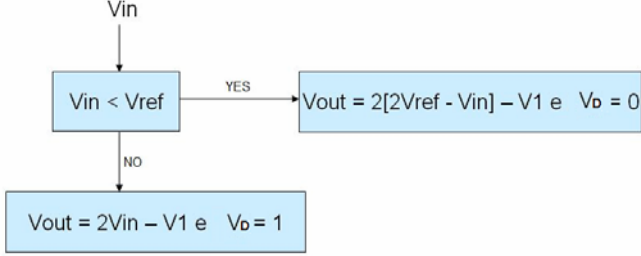 Vin
Vin < Vref
YES
Vout = 2[2Vref - Vin] – V1 e VD = 0
NO
Vout = 2Vin – V1 e VD = 1